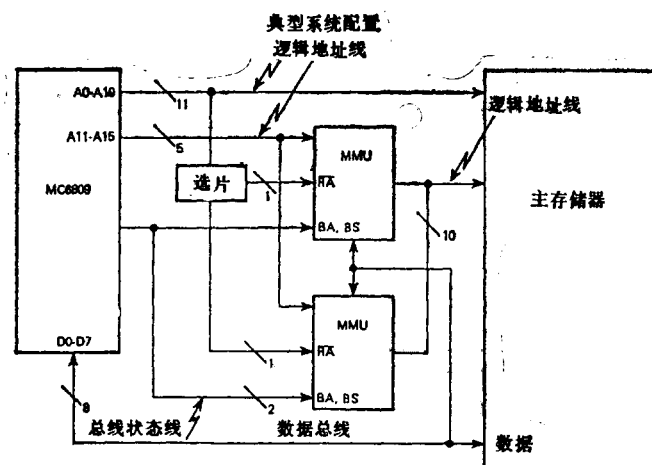 典型系统配置
逻辑地址线
A0-A10
11
逻辑地址线
A11-A15
5
MMU
MC6809
选片
1
RA
主存储器
10
BA, BS
MMU
D0-D7
1
RA
8
2
BA, BS
总线状态线
数据总线
数据